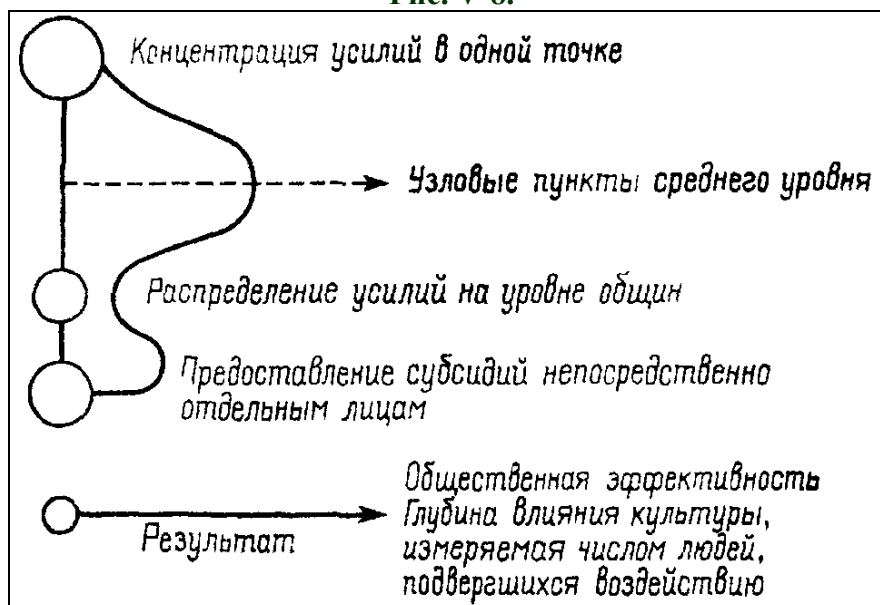 Концентрация усилий в одной точке
Узловые пункты среднего уровня
Распределение усилий на уровне общин
Предоставление субсидий непосредственно
отдельным лицам
Результат
Общественная эффективность
Глубина влияния культуры,
измеряемая числом людей,
подвергшихся воздействию